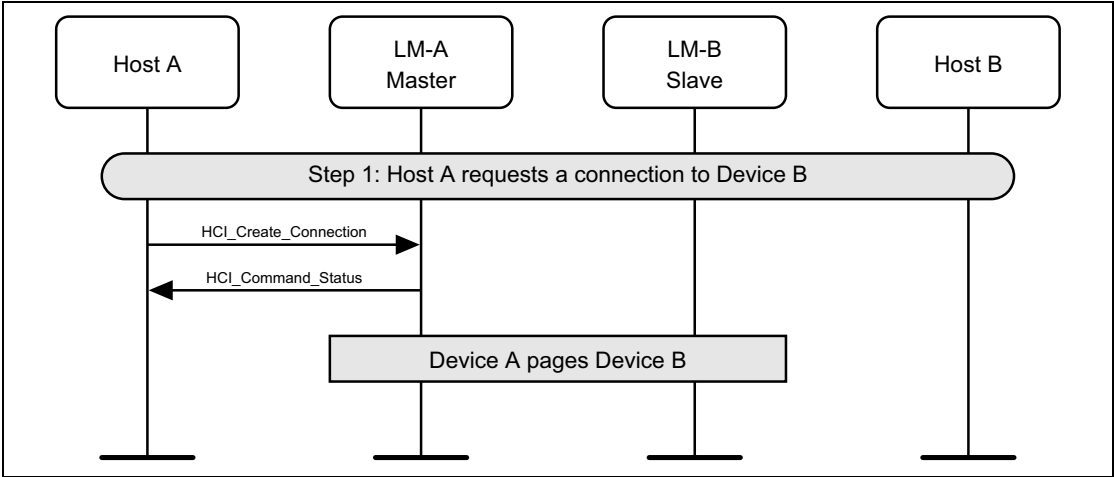 Host A
LM-A
Master
LM-B
Slave
Host B
Step 1: Host A requests a connection to Device B
HCI_Create_Connection
HCI_Command_Status
Device A pages Device B